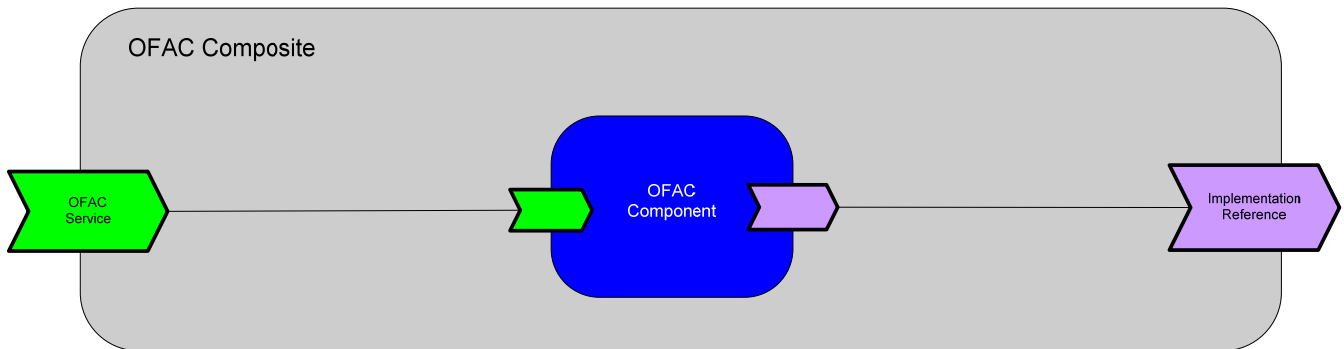 OFAC Composite
OFAC
Service
OFAC
Component
Implementation
Reference